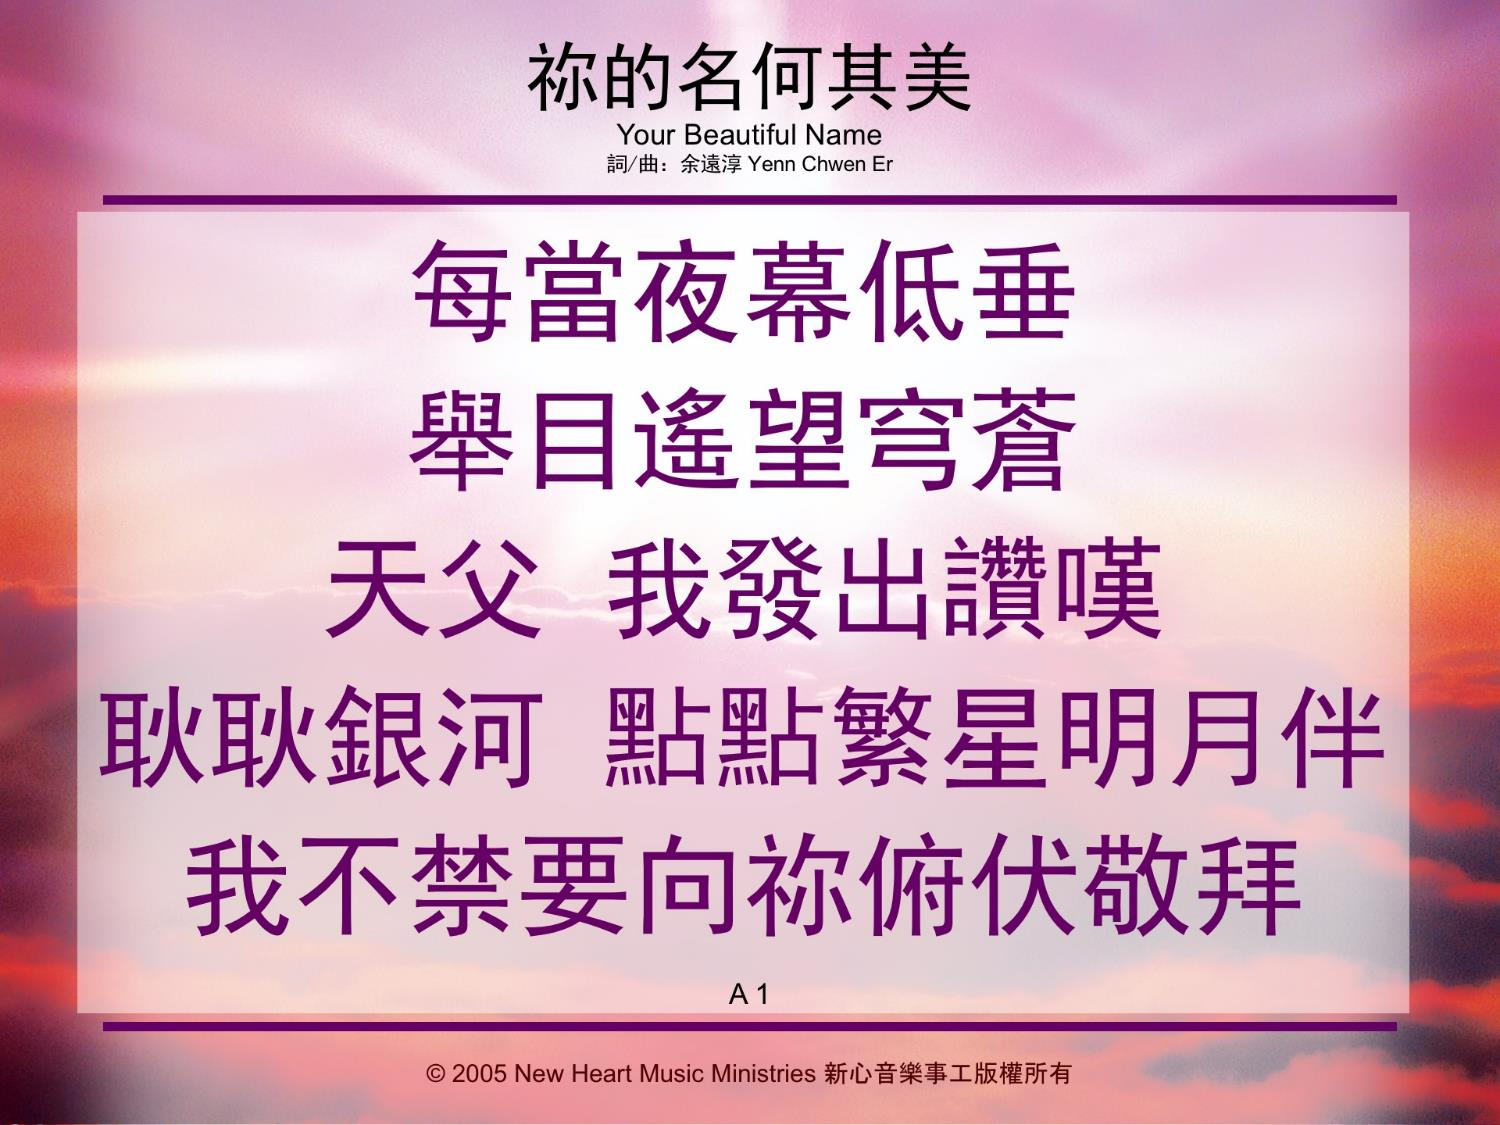 祢的名何其美
Your Beautiful Name
詞/曲：余遠淳 Yenn Chwen Er
每當夜幕低垂
舉目遙望穹蒼
天父 我發出讚嘆
耿耿銀河 點點繁星明月伴
我不禁要向祢俯伏敬拜
A 1
© 2005 New Heart Music Ministries 新心音樂事工版權所有